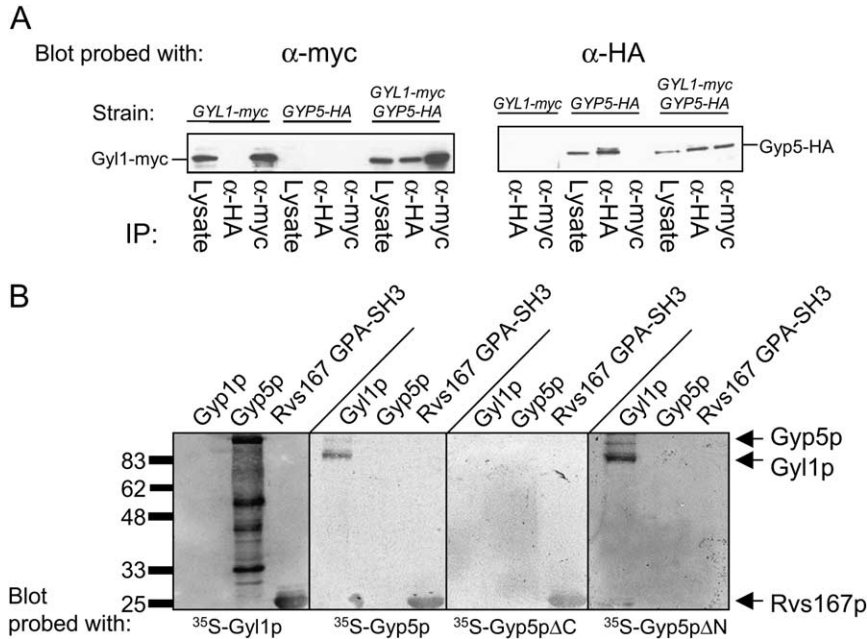 A
Blot probed with: α-myc α-HA
GYL1-myc GYL1-myc
Strain: GYL1-myc GYP5-HA GYP5-HA GYL1-myc GYP5-HA GYP5-HA
Gyl1-myc Gyp5-HA
IP: Lysate α-HA α-myc Lysate α-HA α-myc Lysate α-HA α-myc α-HA α-myc Lysate α-HA α-myc Lysate α-HA α-myc
B
Gyp1p Gyp5p Rvs167 GPA-SH3 Gyl1p Gyp5p Rvs167 GPA-SH3 Gyl1p Gyp5p Rvs167 GPA-SH3 Gyl1p Gyp5p Rvs167 GPA-SH3
Gyp5p
83 Gyl1p
62
48
33
25 Rvs167p
Blot
probed with: ³⁵S-Gyl1p ³⁵S-Gyp5p ³⁵S-Gyp5pΔC ³⁵S-Gyp5pΔN